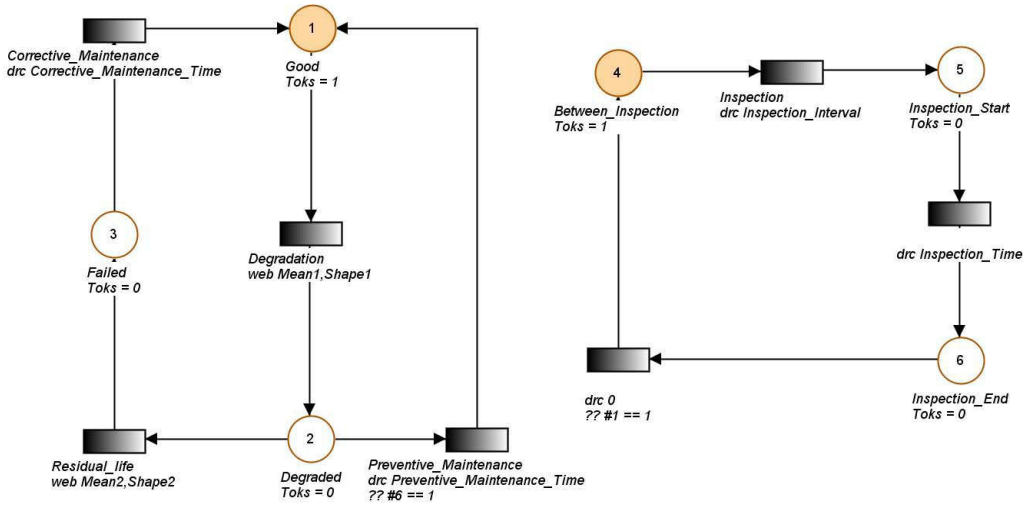 1
Corrective_Maintenance
drc Corrective_Maintenance_Time
Good
Toks = 1
3
Failed
Toks = 0
Degradation
web Mean1,Shape1
2
Degraded
Toks = 0
Residual_life
web Mean2,Shape2
Preventive_Maintenance
drc Preventive_Maintenance_Time
?? #6 == 1
4
Between_Inspection
Toks = 1
Inspection
drc Inspection_Interval
5
Inspection_Start
Toks = 0
drc Inspection_Time
6
Inspection_End
Toks = 0
drc 0
?? #1 == 1